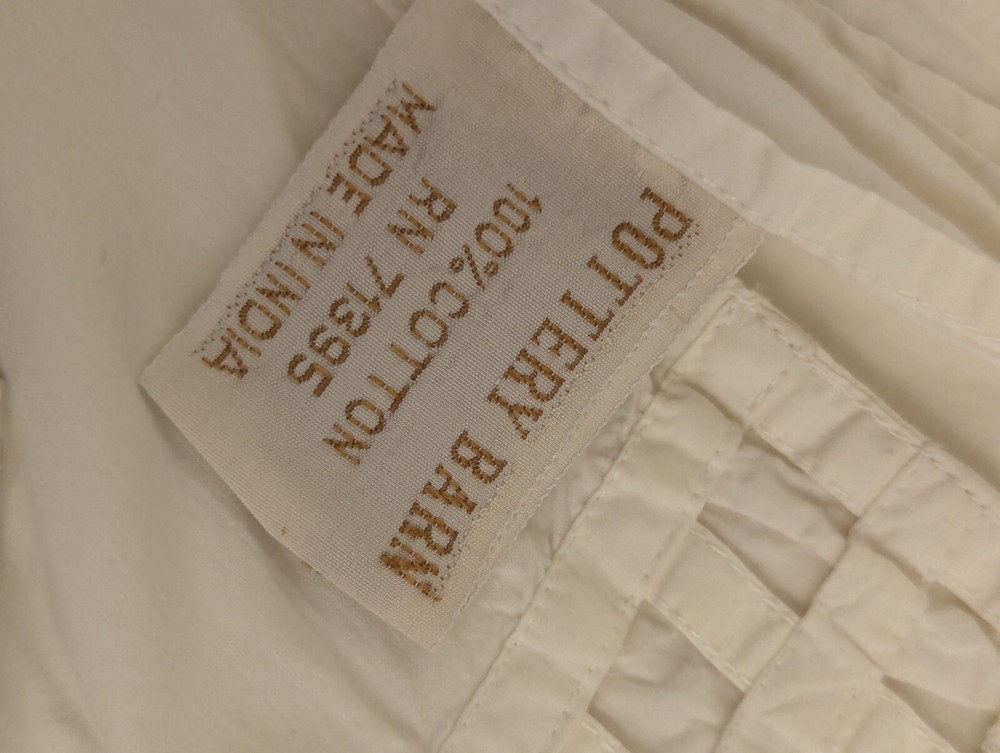 POTTERY BARN
100% COTTON
RN 71395
MADE IN INDIA